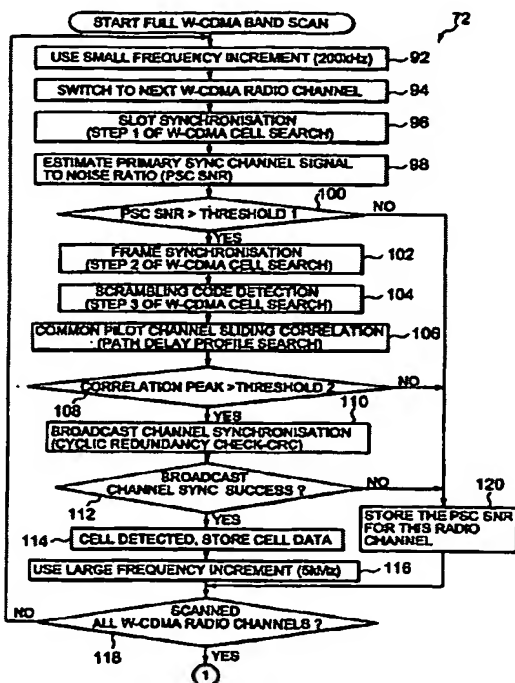 START FULL W-CDMA BAND SCAN
72
USE SMALL FREQUENCY INCREMENT (200kHz)
92
SWITCH TO NEXT W-CDMA RADIO CHANNEL
94
SLOT SYNCHRONISATION
(STEP 1 OF W-CDMA CELL SEARCH)
96
ESTIMATE PRIMARY SYNC CHANNEL SIGNAL
TO NOISE RATIO (PSC SNR)
98
100
PSC SNR > THRESHOLD 1
NO
YES
FRAME SYNCHRONISATION
(STEP 2 OF W-CDMA CELL SEARCH)
102
SCRAMBLING CODE DETECTION
(STEP 3 OF W-CDMA CELL SEARCH)
104
COMMON PILOT CHANNEL SLIDING CORRELATION
(PATH DELAY PROFILE SEARCH)
106
CORRELATION PEAK > THRESHOLD 2
NO
108
YES
110
BROADCAST CHANNEL SYNCHRONISATION
(CYCLIC REDUNDANCY CHECK-CRC)
BROADCAST
CHANNEL SYNC SUCCESS ?
NO
112
YES
120
STORE THE PSC SNR
FOR THIS RADIO
CHANNEL
114
CELL DETECTED, STORE CELL DATA
USE LARGE FREQUENCY INCREMENT (5MHz)
116
NO
SCANNED
ALL W-CDMA RADIO CHANNELS ?
118
YES
1